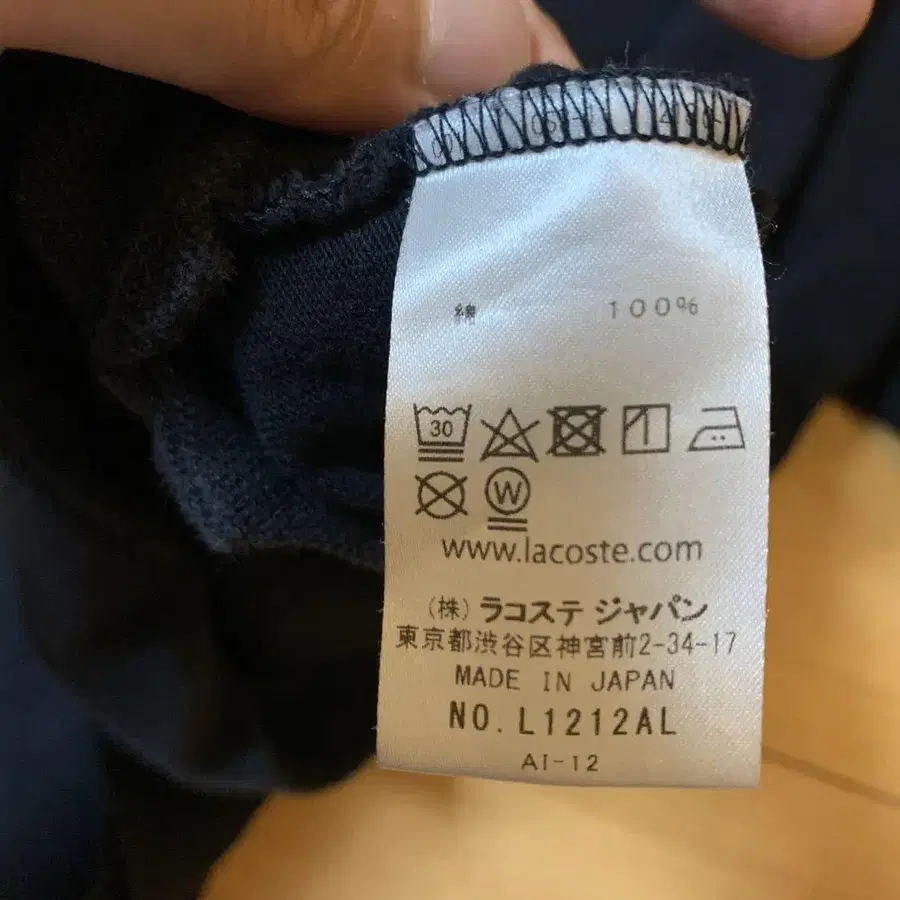 綿 100%
30
W
www.lacoste.com
(株) ラコステ ジャパン
東京都渋谷区神宮前2-34-17
MADE IN JAPAN
NO. L1212AL
AI-12